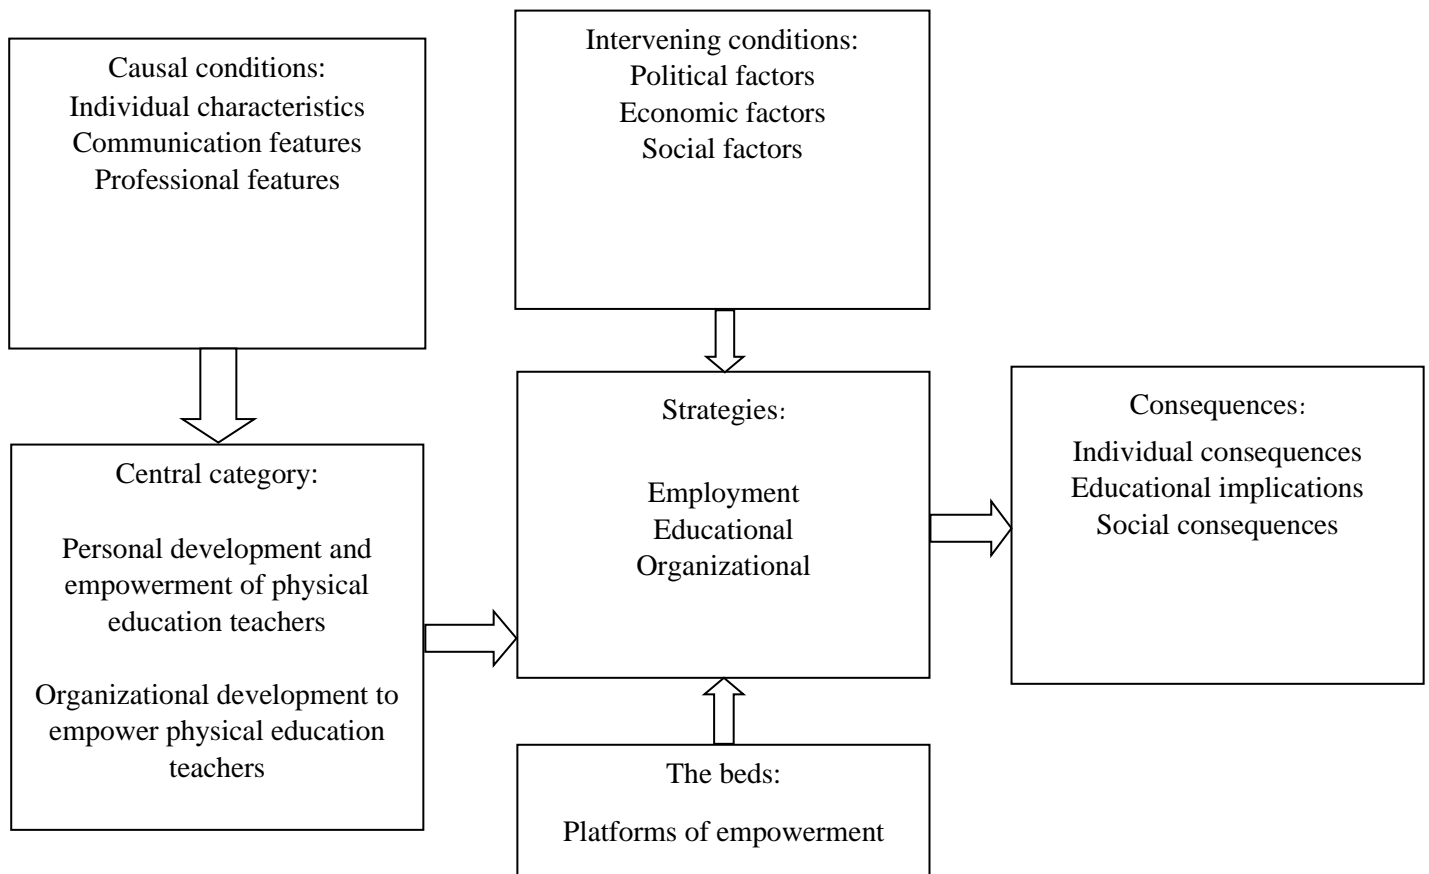 Causal conditions:
Individual characteristics
Communication features
Professional features
Intervening conditions:
Political factors
Economic factors
Social factors
Central category:
Personal development and
empowerment of physical
education teachers
Organizational development to
empower physical education
teachers
Strategies:
Employment
Educational
Organizational
Consequences:
Individual consequences
Educational implications
Social consequences
The beds:
Platforms of empowerment